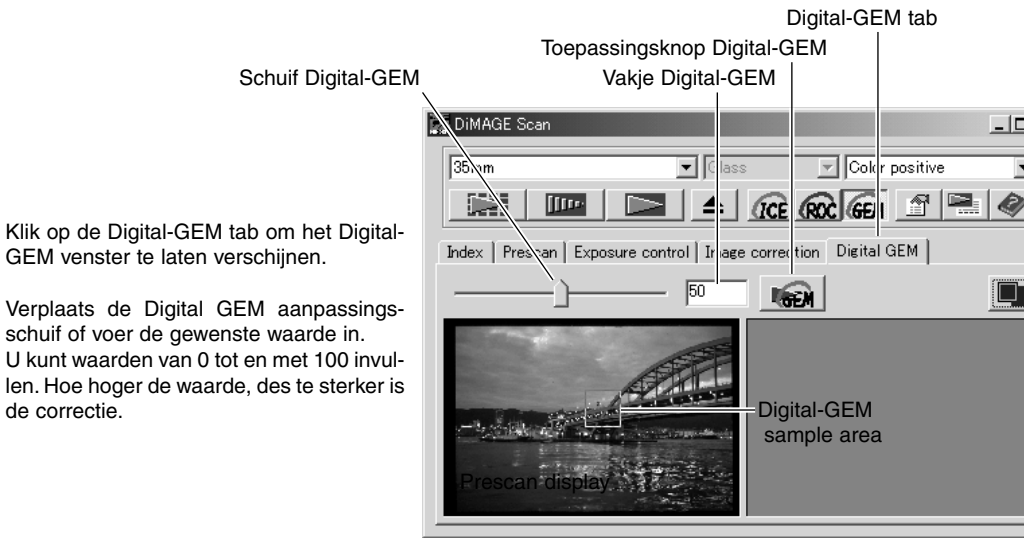 Digital-GEM tab
Toepassingsknop Digital-GEM
Schuif Digital-GEM
Vakje Digital-GEM
DiMAGE Scan
35mm
Glass
Color positive
ICE
ROC
GEM
Index
Prescan
Exposure control
Image correction
Digital GEM
50
GEM
Klik op de Digital-GEM tab om het Digital-
GEM venster te laten verschijnen.
Verplaats de Digital GEM aanpassings-
schuif of voer de gewenste waarde in.
U kunt waarden van 0 tot en met 100 invul-
len. Hoe hoger de waarde, des te sterker is
de correctie.
Digital-GEM
sample area
Prescan display